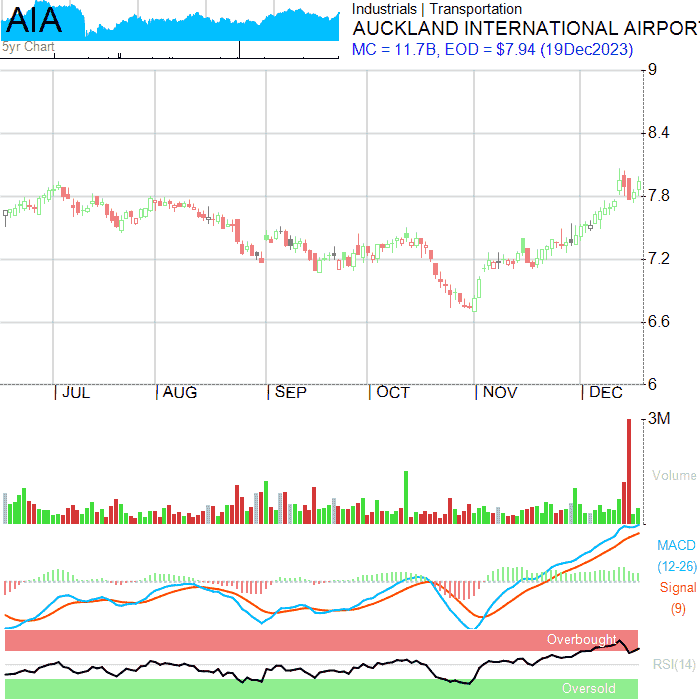 AIA
5yr Chart
Industrials | Transportation
AUCKLAND INTERNATIONAL AIRPORT
MC = 11.7B, EOD = $7.94 (19Dec2023)
9
8.4
7.8
7.2
6.6
6
JUL
AUG
SEP
OCT
NOV
DEC
3M
Volume
MACD
(12-26)
Signal
(9)
Overbought
RSI(14)
Oversold